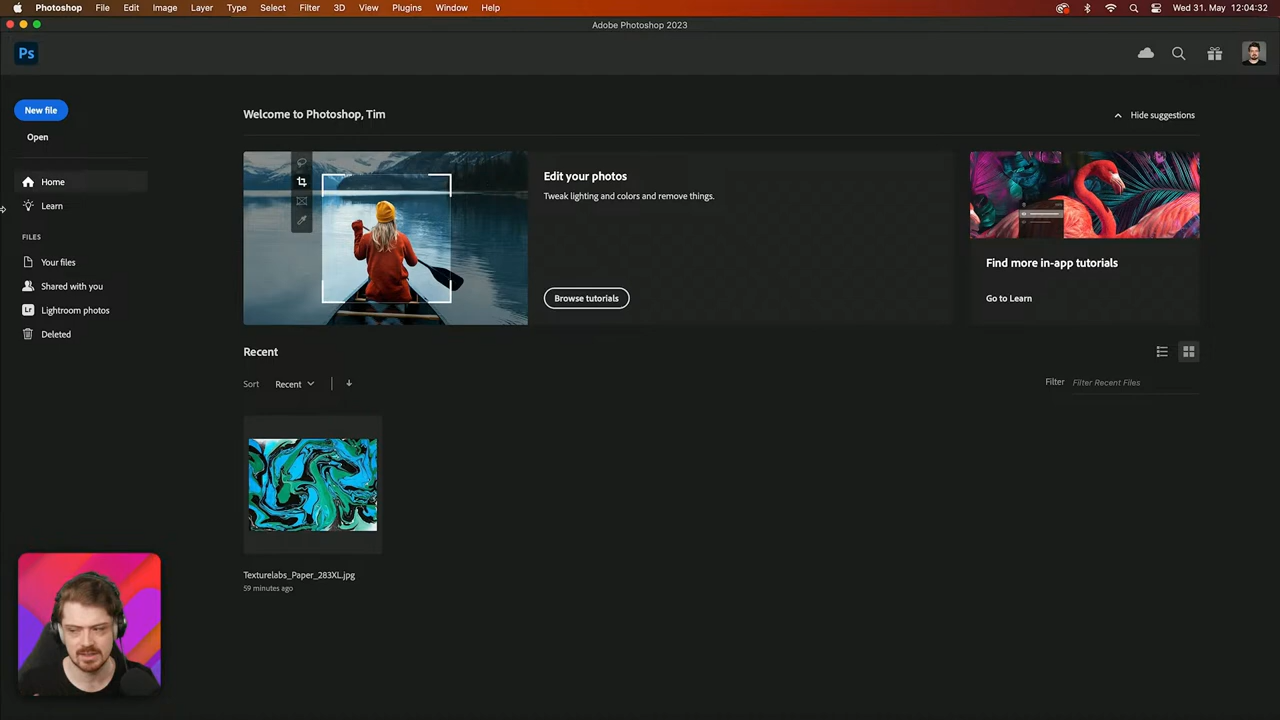 Photoshop File Edit Image Layer Type Select Filter 3D View Plugins Window Help Wed 31. May 12:04:32
Adobe Photoshop 2023
Ps
New file
Open
Home
Learn
FILES
Your files
Shared with you
Lr Lightroom photos
Deleted
Welcome to Photoshop, Tim
Hide suggestions
Edit your photos
Tweak lighting and colors and remove things.
Browse tutorials
Find more in-app tutorials
Go to Learn
Recent
Sort Recent
Filter Filter Recent Files
Texturelabs_Paper_283XL.jpg
59 minutes ago